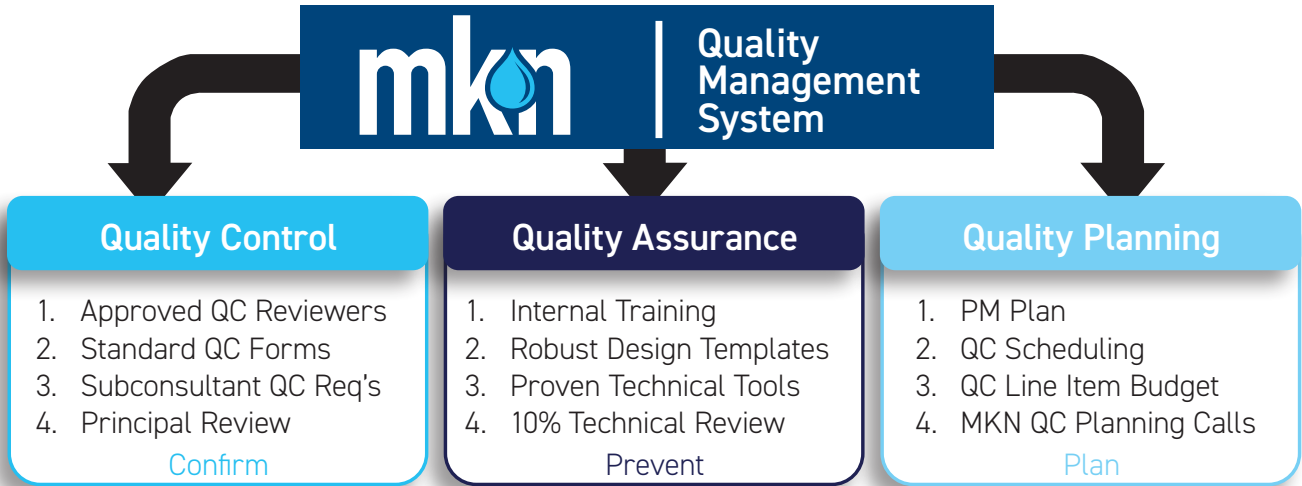 mkn
Quality
Management
System
Quality Control
1. Approved QC Reviewers
2. Standard QC Forms
3. Subconsultant QC Req's
4. Principal Review
Confirm
Quality Assurance
1. Internal Training
2. Robust Design Templates
3. Proven Technical Tools
4. 10% Technical Review
Prevent
Quality Planning
1. PM Plan
2. QC Scheduling
3. QC Line Item Budget
4. MKN QC Planning Calls
Plan